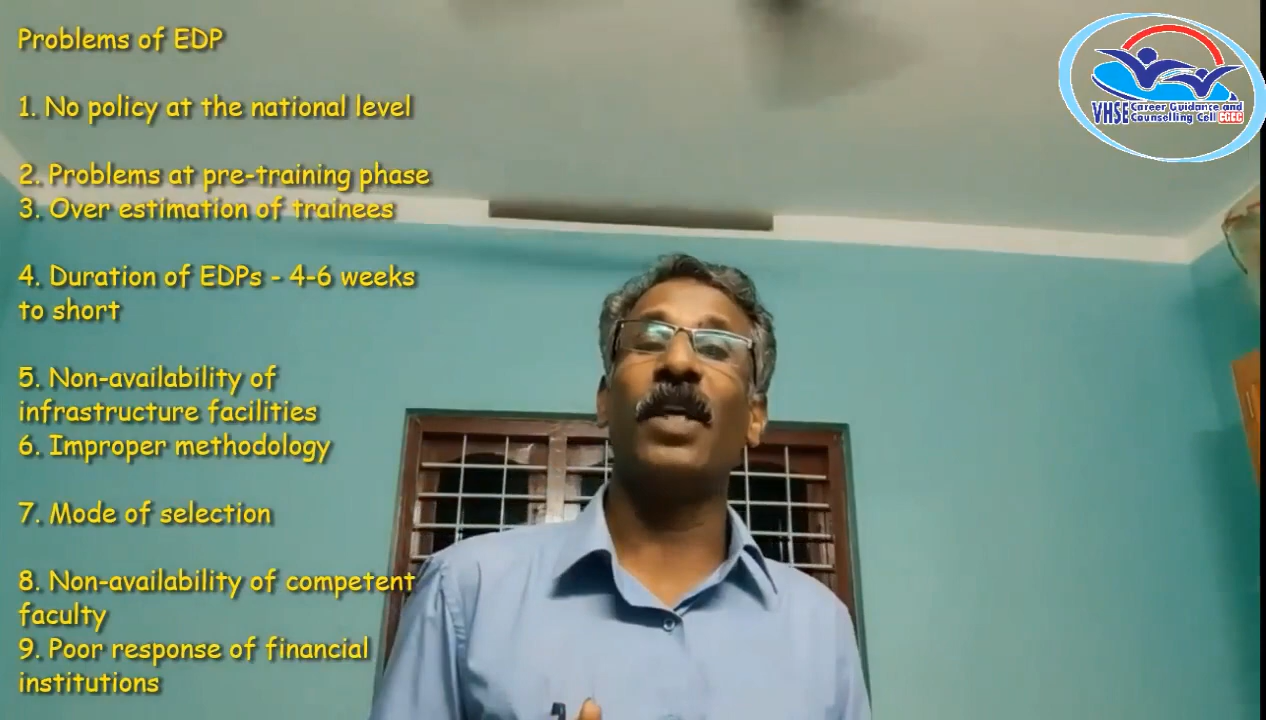 Problems of EDP
1. No policy at the national level
2. Problems at pre-training phase
3. Over estimation of trainees
4. Duration of EDPs - 4-6 weeks
to short
5. Non-availability of
infrastructure facilities
6. Improper methodology
7. Mode of selection
8. Non-availability of competent
faculty
9. Poor response of financial
institutions
VHSE Career Guidance and
Counselling Cell CGCC